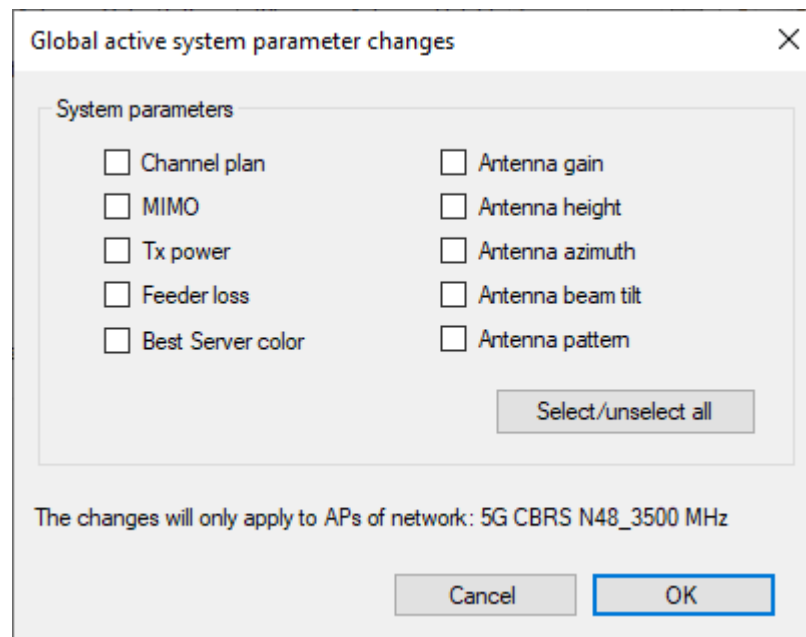 Global active system parameter changes
System parameters
Channel plan
MIMO
Tx power
Feeder loss
Best Server color
Antenna gain
Antenna height
Antenna azimuth
Antenna beam tilt
Antenna pattern
Select/unselect all
The changes will only apply to APs of network: 5G CBRS N48_3500 MHz
Cancel
OK